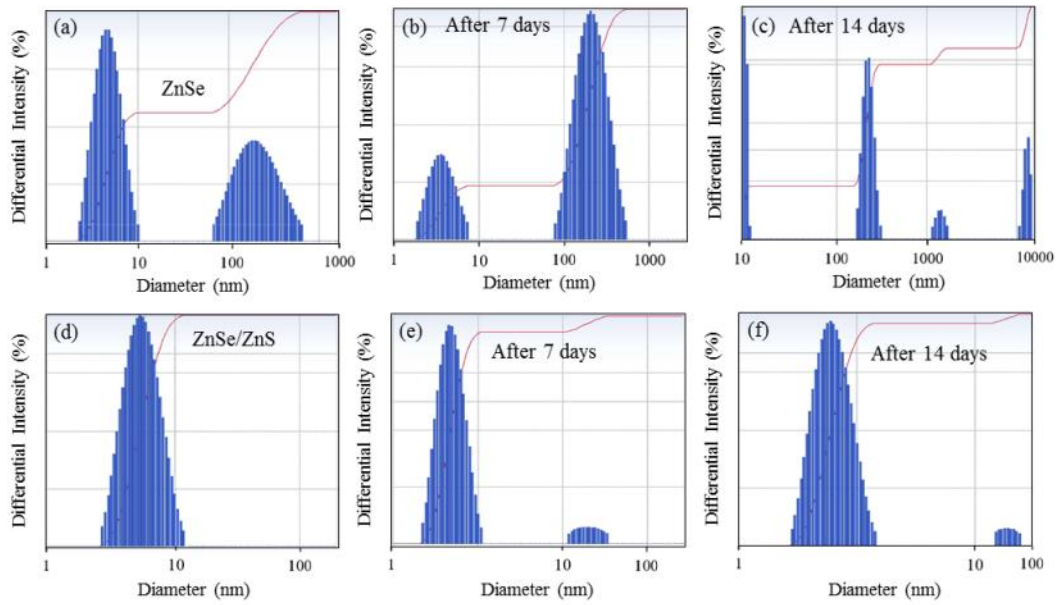 (a)
ZnSe
Differential Intensity (%)
1 10 100 1000
Diameter (nm)
(b) After 7 days
Differential Intensity (%)
1 10 100 1000
Diameter (nm)
(c) After 14 days
Differential Intensity (%)
10 100 1000 10000
Diameter (nm)
(d) ZnSe/ZnS
Differential Intensity (%)
1 10 100
Diameter (nm)
(e)
After 7 days
Differential Intensity (%)
1 10 100
Diameter (nm)
(f)
After 14 days
Differential Intensity (%)
1 10 100
Diameter (nm)